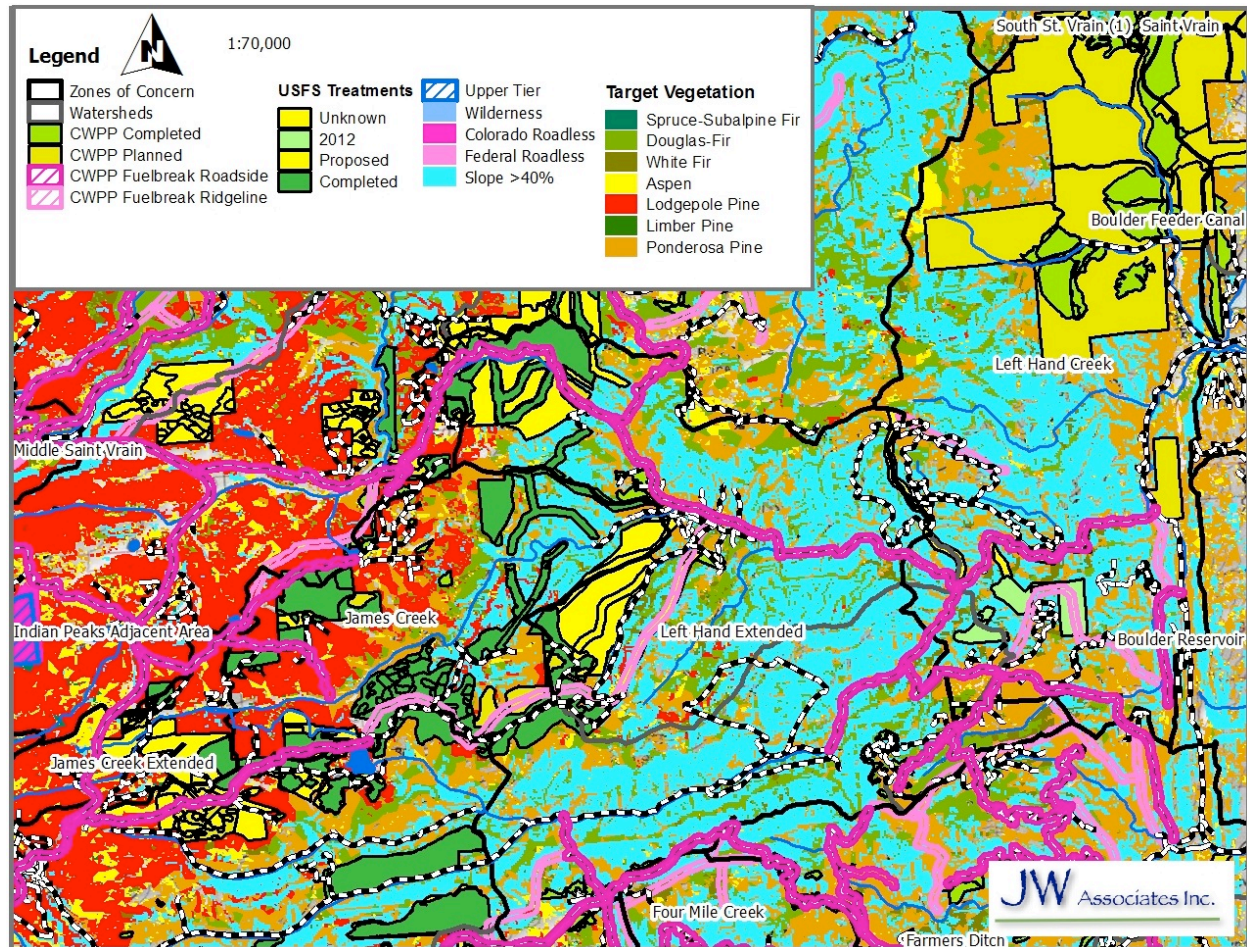 Legend
N
1:70,000
Zones of Concern
Watersheds
CWPP Completed
CWPP Planned
CWPP Fuelbreak Roadside
CWPP Fuelbreak Ridgeline
USFS Treatments
Unknown
2012
Proposed
Completed
Upper Tier
Wilderness
Colorado Roadless
Federal Roadless
Slope >40%
Target Vegetation
Spruce-Subalpine Fir
Douglas-Fir
White Fir
Aspen
Lodgepole Pine
Limber Pine
Ponderosa Pine
South St. Vrain (1) Saint Vrain
Boulder Feeder Canal
Left Hand Creek
Middle Saint Vrain
James Creek
Indian Peaks Adjacent Area
Left Hand Extended
Boulder Reservoir
James Creek Extended
Four Mile Creek
Farmers Ditch
JW Associates Inc.